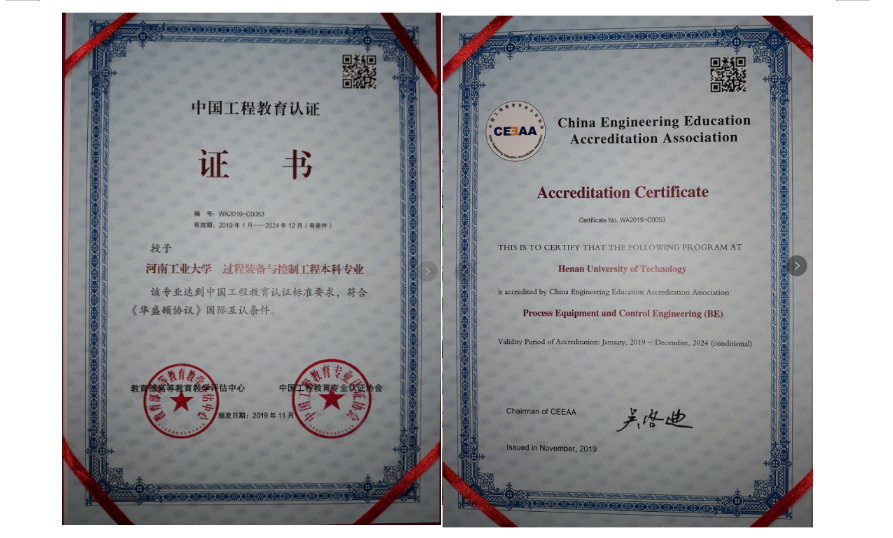 中国工程教育认证
证 书
编 号：WA2019-C0053
有效期：2019 年 1 月——2024 年 12 月（有条件）
授予
河南工业大学 过程装备与控制工程本科专业
该专业达到中国工程教育认证标准要求，符合
《华盛顿协议》国际互认条件。
教育部高等教育教学评估中心
中国工程教育专业认证协会
颁发日期：2019 年 11 月
CEEAA
China Engineering Education
Accreditation Association
Accreditation Certificate
Certificate No. WA2019-C0053
THIS IS TO CERTIFY THAT THE FOLLOWING PROGRAM AT
Henan University of Technology
is accredited by China Engineering Education Accreditation Association
Process Equipment and Control Engineering (BE)
Validity Period of Accreditation: January, 2019 - December, 2024 (conditional)
Chairman of CEEAA
吴启迪
Issued in November, 2019